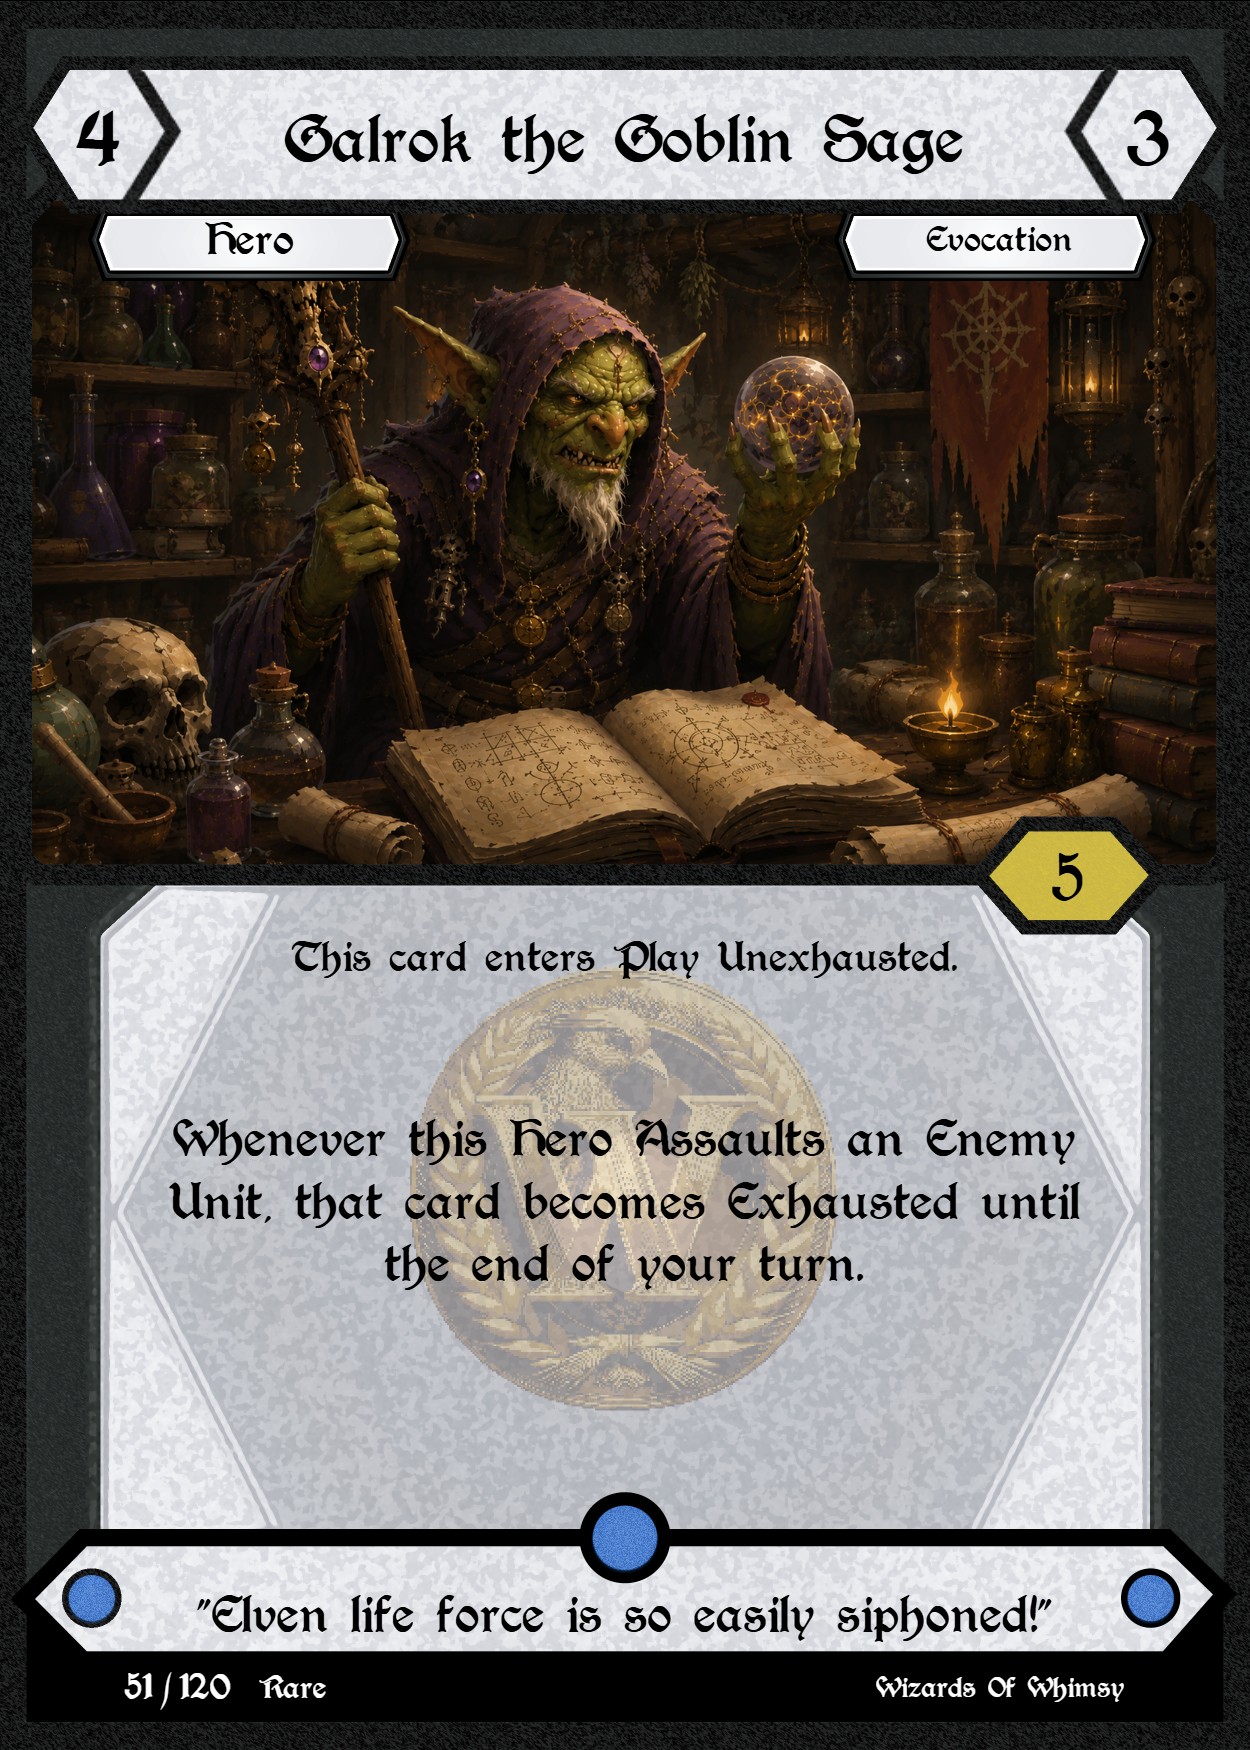 4
Galrok the Goblin Sage
3
Hero
Evocation
5
This card enters Play Unexhausted.
Whenever this Hero Assaults an Enemy
Unit, that card becomes Exhausted until
the end of your turn.
W
"Elven life force is so easily siphoned!"
51 / 120 Rare
Wizards Of Whimsy